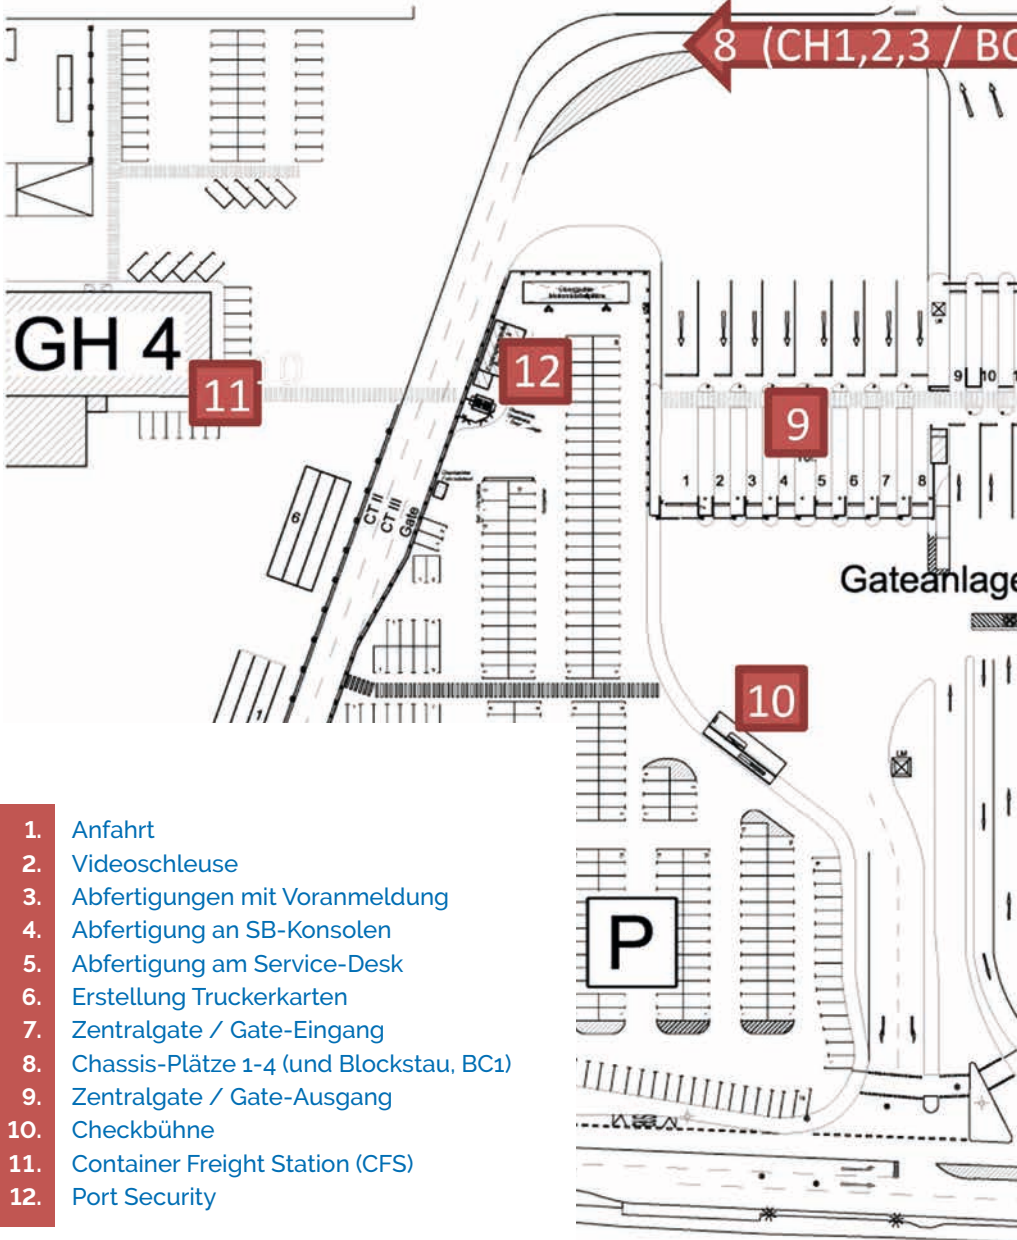 8 (CH1,2,3 / BC
GH 4
11
12
9
9 10 1
1 2 3 4 5 6 7 8
6
CT II
CT III
Gate
Gateanlage
1
10
LM
P
1. Anfahrt
2. Videoschleuse
3. Abfertigungen mit Voranmeldung
4. Abfertigung an SB-Konsolen
5. Abfertigung am Service-Desk
6. Erstellung Truckerkarten
7. Zentralgate / Gate-Eingang
8. Chassis-Plätze 1-4 (und Blockstau, BC1)
9. Zentralgate / Gate-Ausgang
10. Checkbühne
11. Container Freight Station (CFS)
12. Port Security